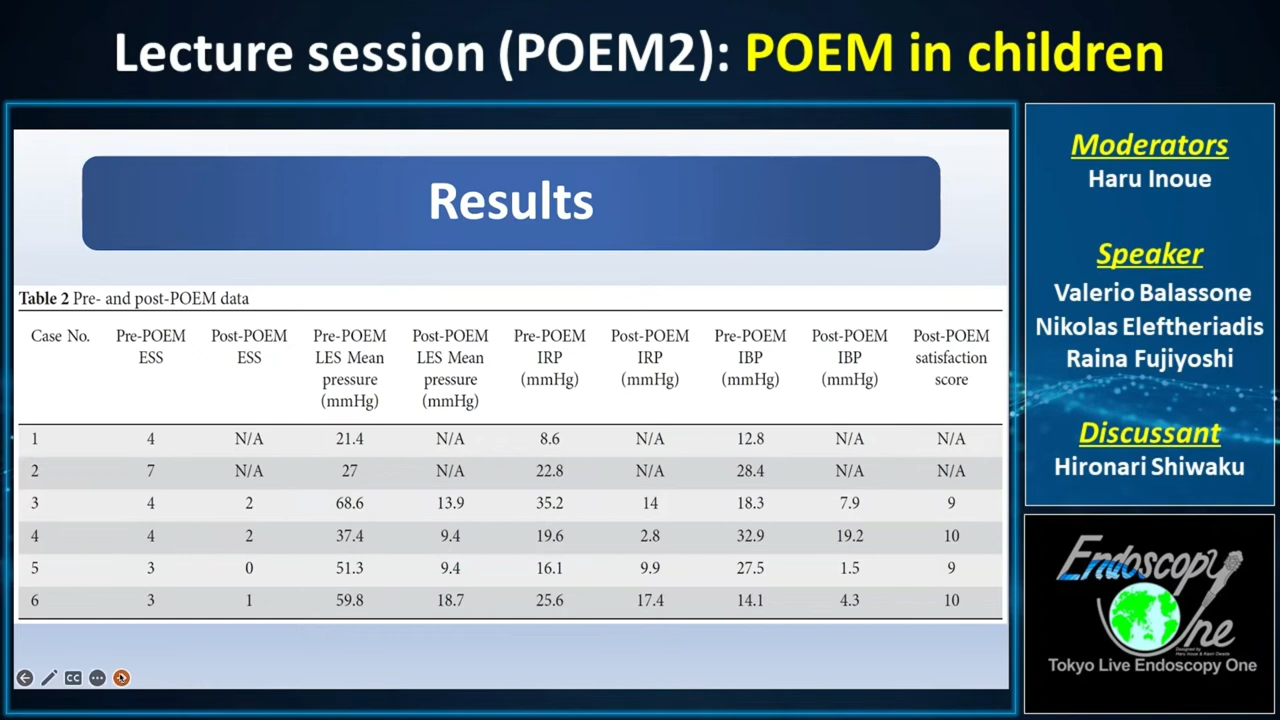 Lecture session (POEM2): POEM in children
Results
Table 2 Pre- and post-POEM data
Case No. Pre-POEM ESS Post-POEM ESS Pre-POEM LES Mean pressure (mmHg) Post-POEM LES Mean pressure (mmHg) Pre-POEM IRP (mmHg) Post-POEM IRP (mmHg) Pre-POEM IBP (mmHg) Post-POEM IBP (mmHg) Post-POEM satisfaction score
1 4 N/A 21.4 N/A 8.6 N/A 12.8 N/A N/A
2 7 N/A 27 N/A 22.8 N/A 28.4 N/A N/A
3 4 2 68.6 13.9 35.2 14 18.3 7.9 9
4 4 2 37.4 9.4 19.6 2.8 32.9 19.2 10
5 3 0 51.3 9.4 16.1 9.9 27.5 1.5 9
6 3 1 59.8 18.7 25.6 17.4 14.1 4.3 10
CC
Moderators
Haru Inoue
Speaker
Valerio Balassone
Nikolas Eleftheriadis
Raina Fujiyoshi
Discussant
Hironari Shiwaku
Endoscopy
One
Designed by
Haru Inoue & Kaori Owada
Tokyo Live Endoscopy One